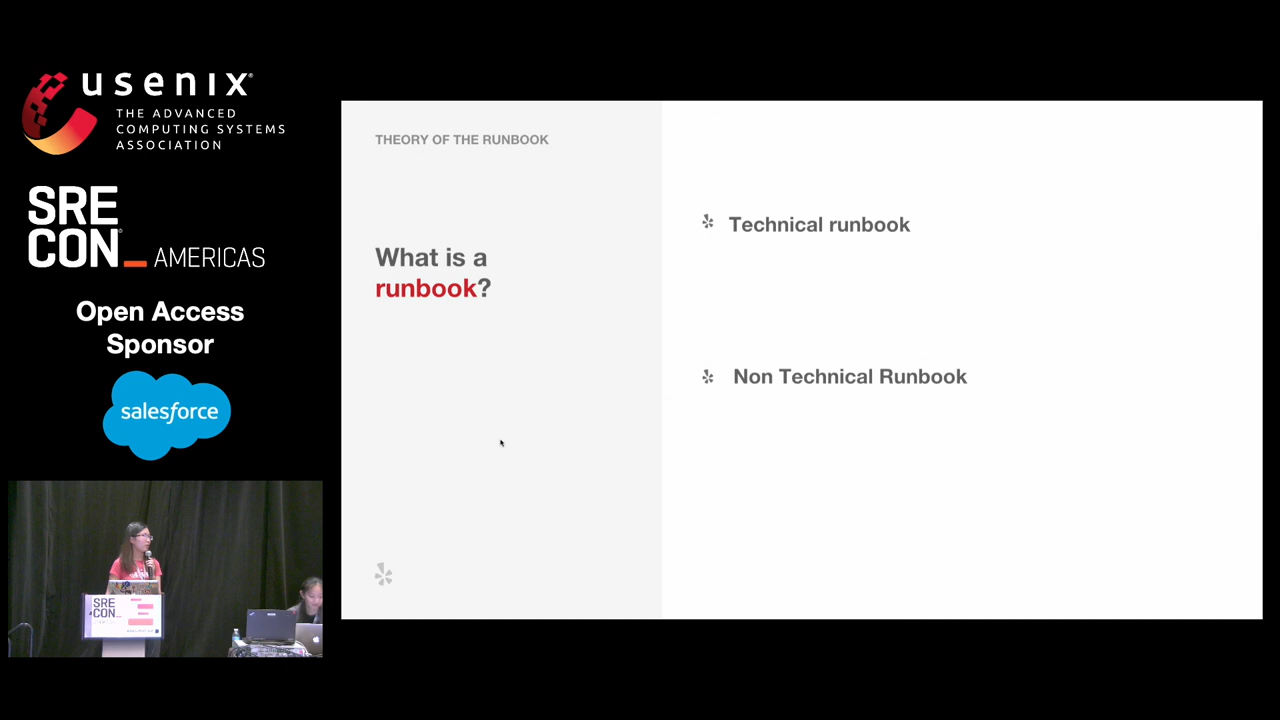 usenix®
THE ADVANCED
COMPUTING SYSTEMS
ASSOCIATION
SRE
CON® AMERICAS
Open Access
Sponsor
salesforce
SRE
CON
THEORY OF THE RUNBOOK
What is a
runbook?
Technical runbook
Non Technical Runbook